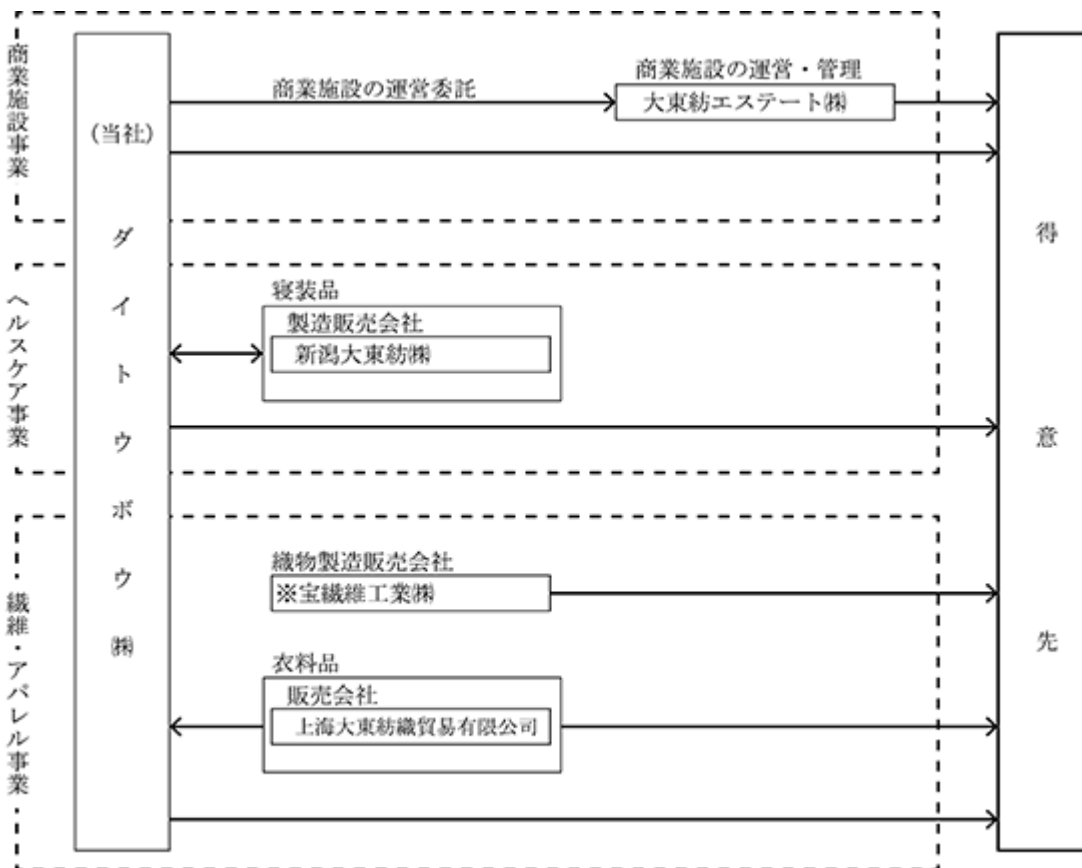 商業施設事業
商業施設の運営委託
商業施設の運営・管理
大東紡エステート㈱
(当社)
ダイトウボウ㈱
得意先
ヘルスケア事業
寝装品
製造販売会社
新潟大東紡㈱
繊維・アパレル事業
織物製造販売会社
※宝繊維工業㈱
衣料品
販売会社
上海大東紡織貿易有限公司